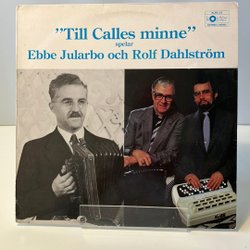 ”Till Calles minne”
spelar
Ebbe Jularbo och Rolf Dahlström